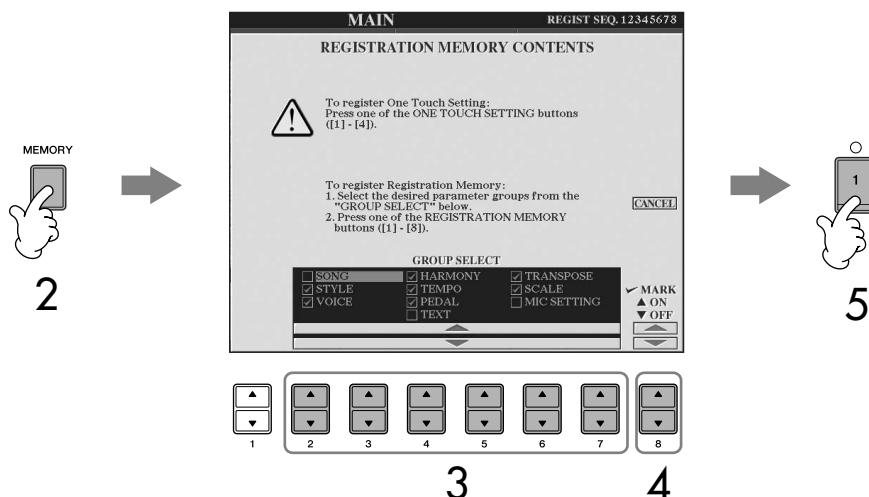 MAIN REGIST SEQ. 12345678
REGISTRATION MEMORY CONTENTS
To register One Touch Setting:
Press one of the ONE TOUCH SETTING buttons
([1] - [4]).
MEMORY
2
To register Registration Memory:
1. Select the desired parameter groups from the
"GROUP SELECT" below.
2. Press one of the REGISTRATION MEMORY
buttons ([1] - [8]).
CANCEL
1
5
GROUP SELECT
SONG HARMONY TRANSPOSE
STYLE TEMPO SCALE
VOICE PEDAL MIC SETTING
TEXT
MARK
▲ ON
▼ OFF
1 2 3 4 5 6 7 8
3 4